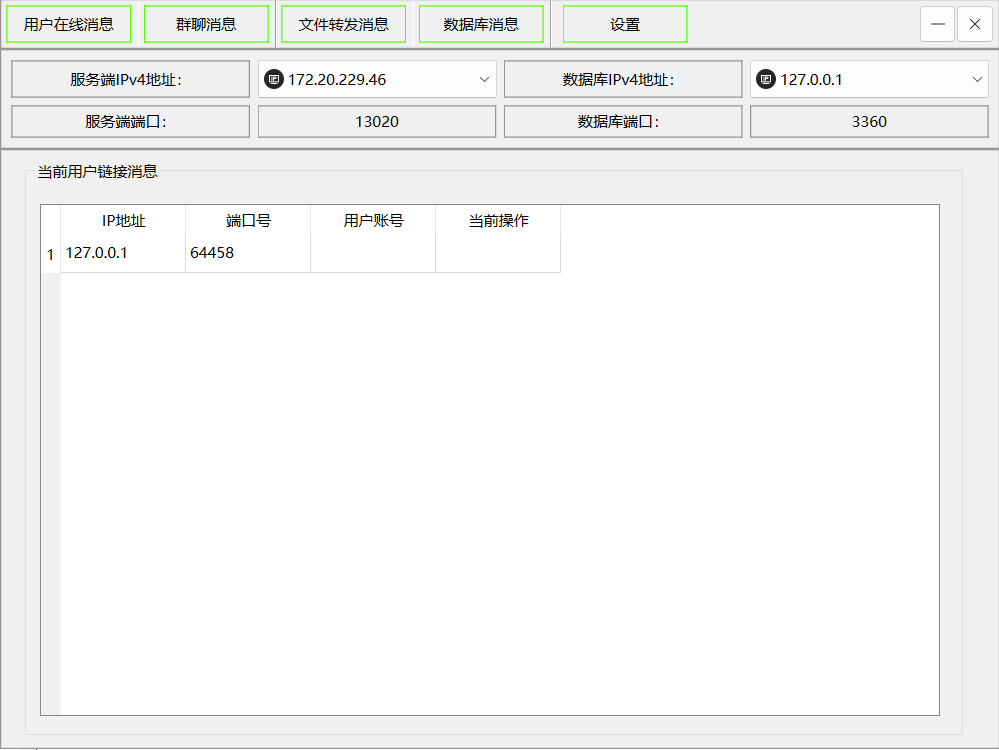 用户在线消息 群聊消息 文件转发消息 数据库消息 设置
服务端IPv4地址: 172.20.229.46 数据库IPv4地址: 127.0.0.1
服务端端口: 13020 数据库端口: 3360
当前用户链接消息
IP地址 端口号 用户账号 当前操作
1 127.0.0.1 64458